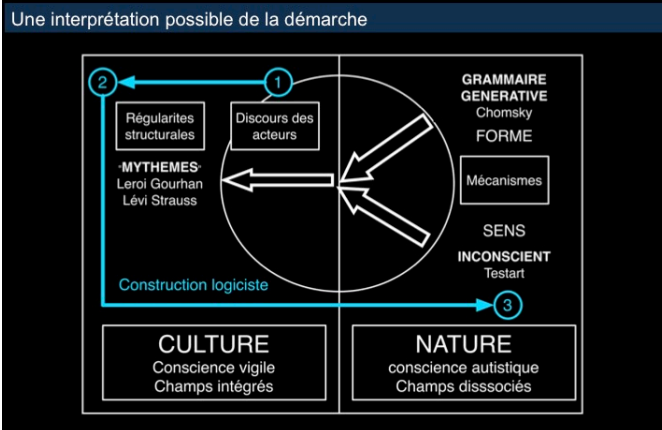 Une interprétation possible de la démarche
2
1
Régularites
structurales
Discours des
acteurs
"MYTHEMES"
Leroi Gourhan
Lévi Strauss
GRAMMAIRE
GENERATIVE
Chomsky
FORME
Mécanismes
SENS
INCONSCIENT
Testart
Construction logiciste
3
CULTURE
Conscience vigile
Champs intégrés
NATURE
conscience autistique
Champs disssociés